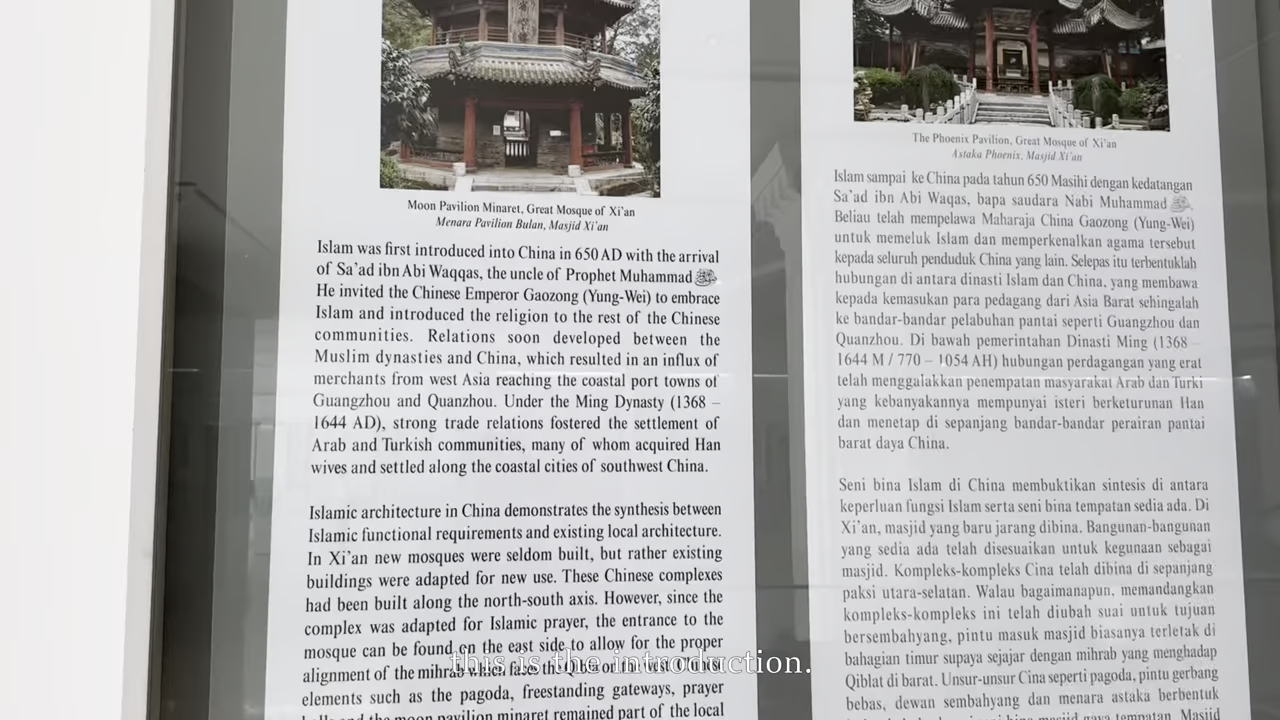 Moon Pavilion Minaret, Great Mosque of Xi'an
Menara Pavilion Bulan, Masjid Xi'an
Islam was first introduced into China in 650 AD with the arrival
of Sa'ad ibn Abi Waqqas, the uncle of Prophet Muhammad ﷺ
He invited the Chinese Emperor Gaozong (Yung-Wei) to embrace
Islam and introduced the religion to the rest of the Chinese
communities. Relations soon developed between the
Muslim dynasties and China, which resulted in an influx of
merchants from west Asia reaching the coastal port towns of
Guangzhou and Quanzhou. Under the Ming Dynasty (1368 –
1644 AD), strong trade relations fostered the settlement of
Arab and Turkish communities, many of whom acquired Han
wives and settled along the coastal cities of southwest China.
Islamic architecture in China demonstrates the synthesis between
Islamic functional requirements and existing local architecture.
In Xi'an new mosques were seldom built, but rather existing
buildings were adapted for new use. These Chinese complexes
had been built along the north-south axis. However, since the
complex was adapted for Islamic prayer, the entrance to the
mosque can be found on the east side to allow for the proper
alignment of the mihrab which faces the Qibla
elements such as the pagoda, freestanding gateways, prayer
moon pavilion minaret remained part of the local
The Phoenix Pavilion, Great Mosque of Xi'an
Astaka Phoenix, Masjid Xi'an
Islam sampai ke China pada tahun 650 Masihi dengan kedatangan
Sa'ad ibn Abi Waqas, bapa saudara Nabi Muhammad ﷺ.
Beliau telah mempelawa Maharaja China Gaozong (Yung-Wei)
untuk memeluk Islam dan memperkenalkan agama tersebut
kepada seluruh penduduk China yang lain. Selepas itu terbentuklah
hubungan di antara dinasti Islam dan China, yang membawa
kepada kemasukan para pedagang dari Asia Barat sehingalah
ke bandar-bandar pelabuhan pantai seperti Guangzhou dan
Quanzhou. Di bawah pemerintahan Dinasti Ming (1368 –
1644 M / 770 – 1054 AH) hubungan perdagangan yang erat
telah menggalakkan penempatan masyarakat Arab dan Turki
yang kebanyakannya mempunyai isteri berketurunan Han
dan menetap di sepanjang bandar-bandar perairan pantai
barat daya China.
Seni bina Islam di China membuktikan sintesis di antara
keperluan fungsi Islam serta seni bina tempatan sedia ada. Di
Xi'an, masjid yang baru jarang dibina. Bangunan-bangunan
yang sedia ada telah disesuaikan untuk kegunaan sebagai
masjid. Kompleks-kompleks Cina telah dibina di sepanjang
paksi utara-selatan. Walau bagaimanapun, memandangkan
kompleks-kompleks ini telah diubah suai untuk tujuan
bersembahyang, pintu masuk masjid biasanya terletak di
bahagian timur supaya sejajar dengan mihrab yang menghadap
Qiblat di barat. Unsur-unsur Cina seperti pagoda, pintu gerbang
bebas, dewan sembahyang dan menara astaka berbentuk
this is the introduction.